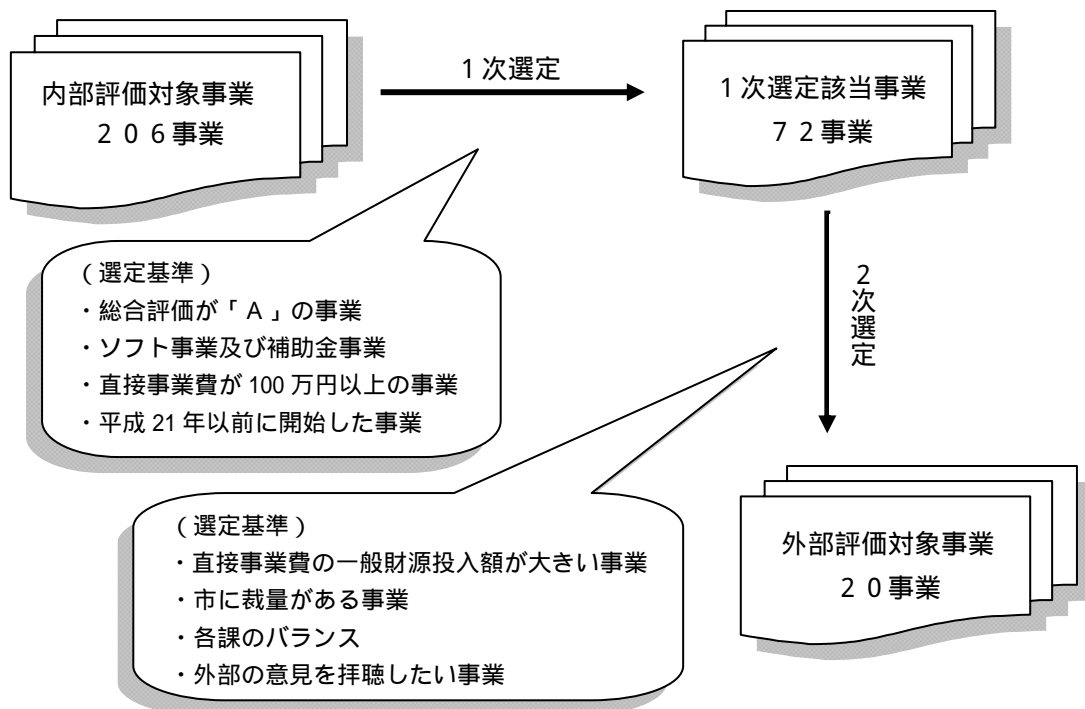 内部評価対象事業
２０６事業
１次選定
１次選定該当事業
７２事業
（選定基準）
・総合評価が「Ａ」の事業
・ソフト事業及び補助金事業
・直接事業費が 100 万円以上の事業
・平成 21 年以前に開始した事業
２次選定
（選定基準）
・直接事業費の一般財源投入額が大きい事業
・市に裁量がある事業
・各課のバランス
・外部の意見を拝聴したい事業
外部評価対象事業
２０事業